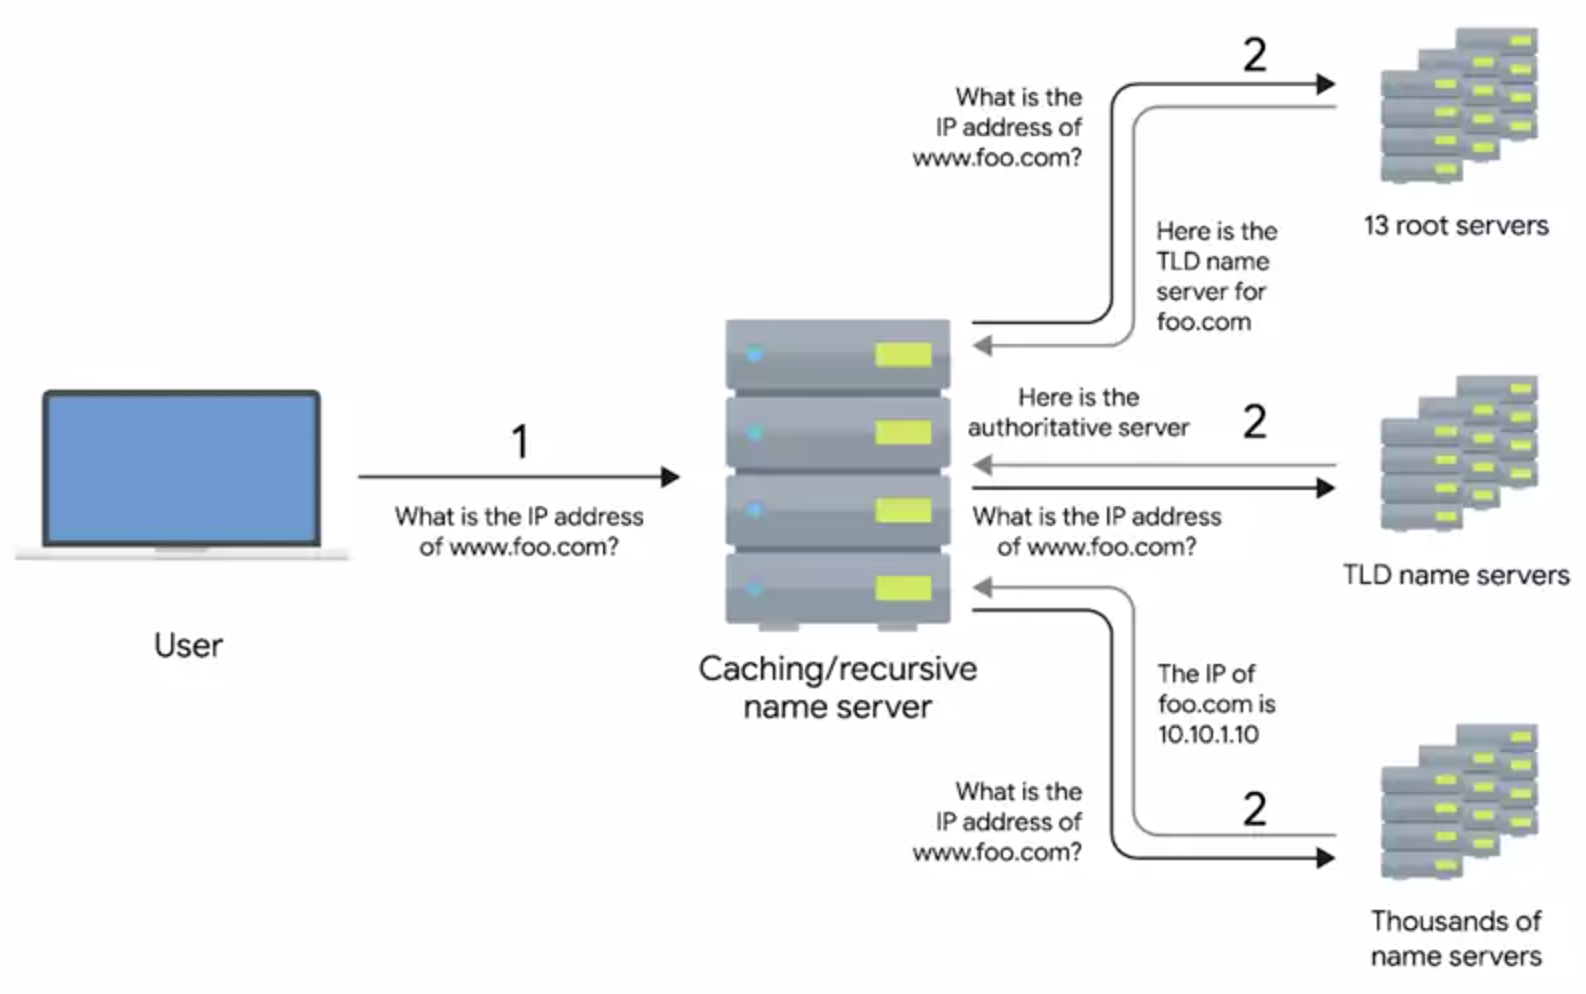 2
What is the
IP address of
www.foo.com?
13 root servers
Here is the
TLD name
server for
foo.com
Here is the
authoritative server
2
1
What is the IP address
of www.foo.com?
What is the IP address
of www.foo.com?
TLD name servers
User
Caching/recursive
name server
The IP of
foo.com is
10.10.1.10
What is the
IP address of
www.foo.com?
2
Thousands of
name servers